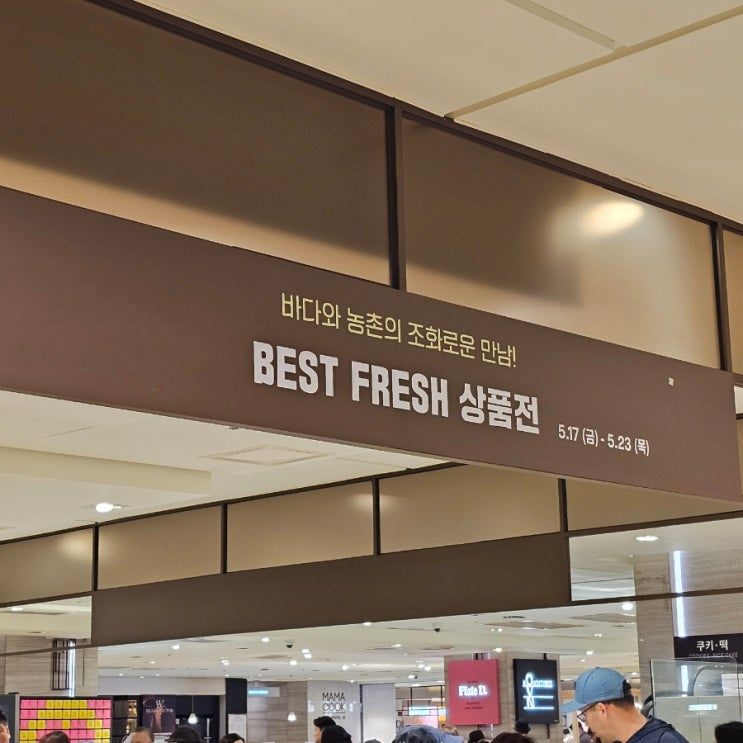 바다와 농촌의 조화로운 만남!
BEST FRESH 상품전 5.17 (금) - 5.23 (목)
쿠키·떡
MAMA
COOK
Plate D.